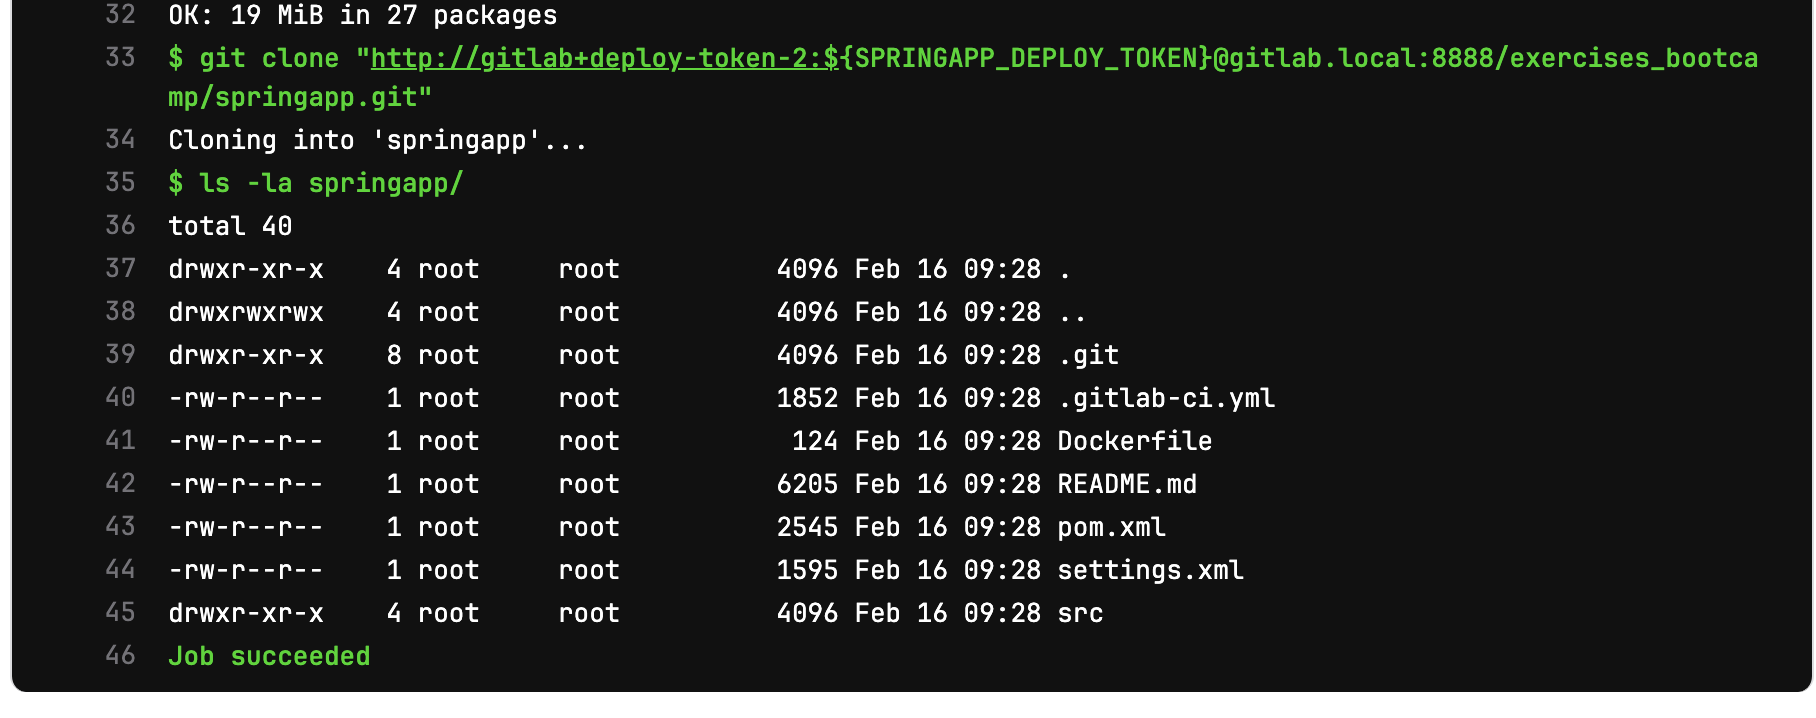 32 OK: 19 MiB in 27 packages
33 $ git clone "http://gitlab+deploy-token-2:${SPRINGAPP_DEPLOY_TOKEN}@gitlab.local:8888/exercises_bootca
mp/springapp.git"
34 Cloning into 'springapp'...
35 $ ls -la springapp/
36 total 40
37 drwxr-xr-x    4 root     root          4096 Feb 16 09:28 .
38 drwxrwxrwx    4 root     root          4096 Feb 16 09:28 ..
39 drwxr-xr-x    8 root     root          4096 Feb 16 09:28 .git
40 -rw-r--r--    1 root     root          1852 Feb 16 09:28 .gitlab-ci.yml
41 -rw-r--r--    1 root     root           124 Feb 16 09:28 Dockerfile
42 -rw-r--r--    1 root     root          6205 Feb 16 09:28 README.md
43 -rw-r--r--    1 root     root          2545 Feb 16 09:28 pom.xml
44 -rw-r--r--    1 root     root          1595 Feb 16 09:28 settings.xml
45 drwxr-xr-x    4 root     root          4096 Feb 16 09:28 src
46 Job succeeded